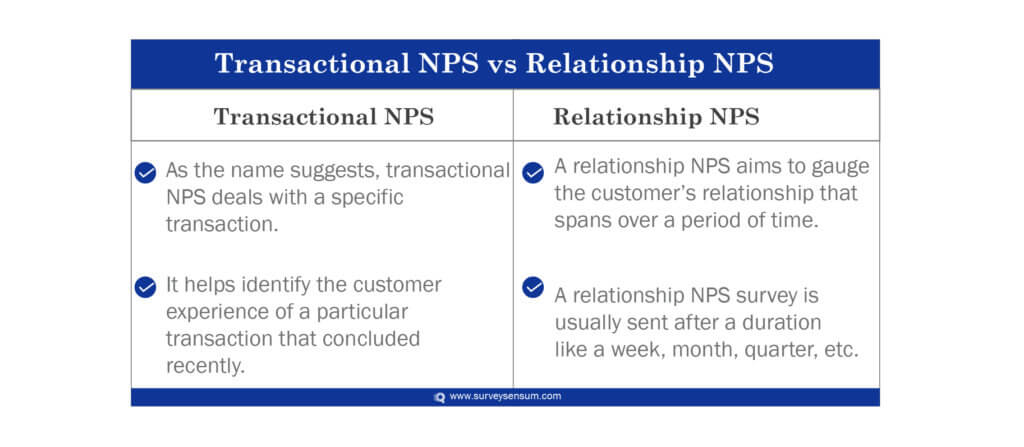 Transactional NPS vs Relationship NPS
Transactional NPS
Relationship NPS
As the name suggests, transactional
NPS deals with a specific
transaction.
It helps identify the customer
experience of a particular
transaction that concluded
recently.
A relationship NPS aims to gauge
the customer’s relationship that
spans over a period of time.
A relationship NPS survey is
usually sent after a duration
like a week, month, quarter, etc.
www.surveysensum.com